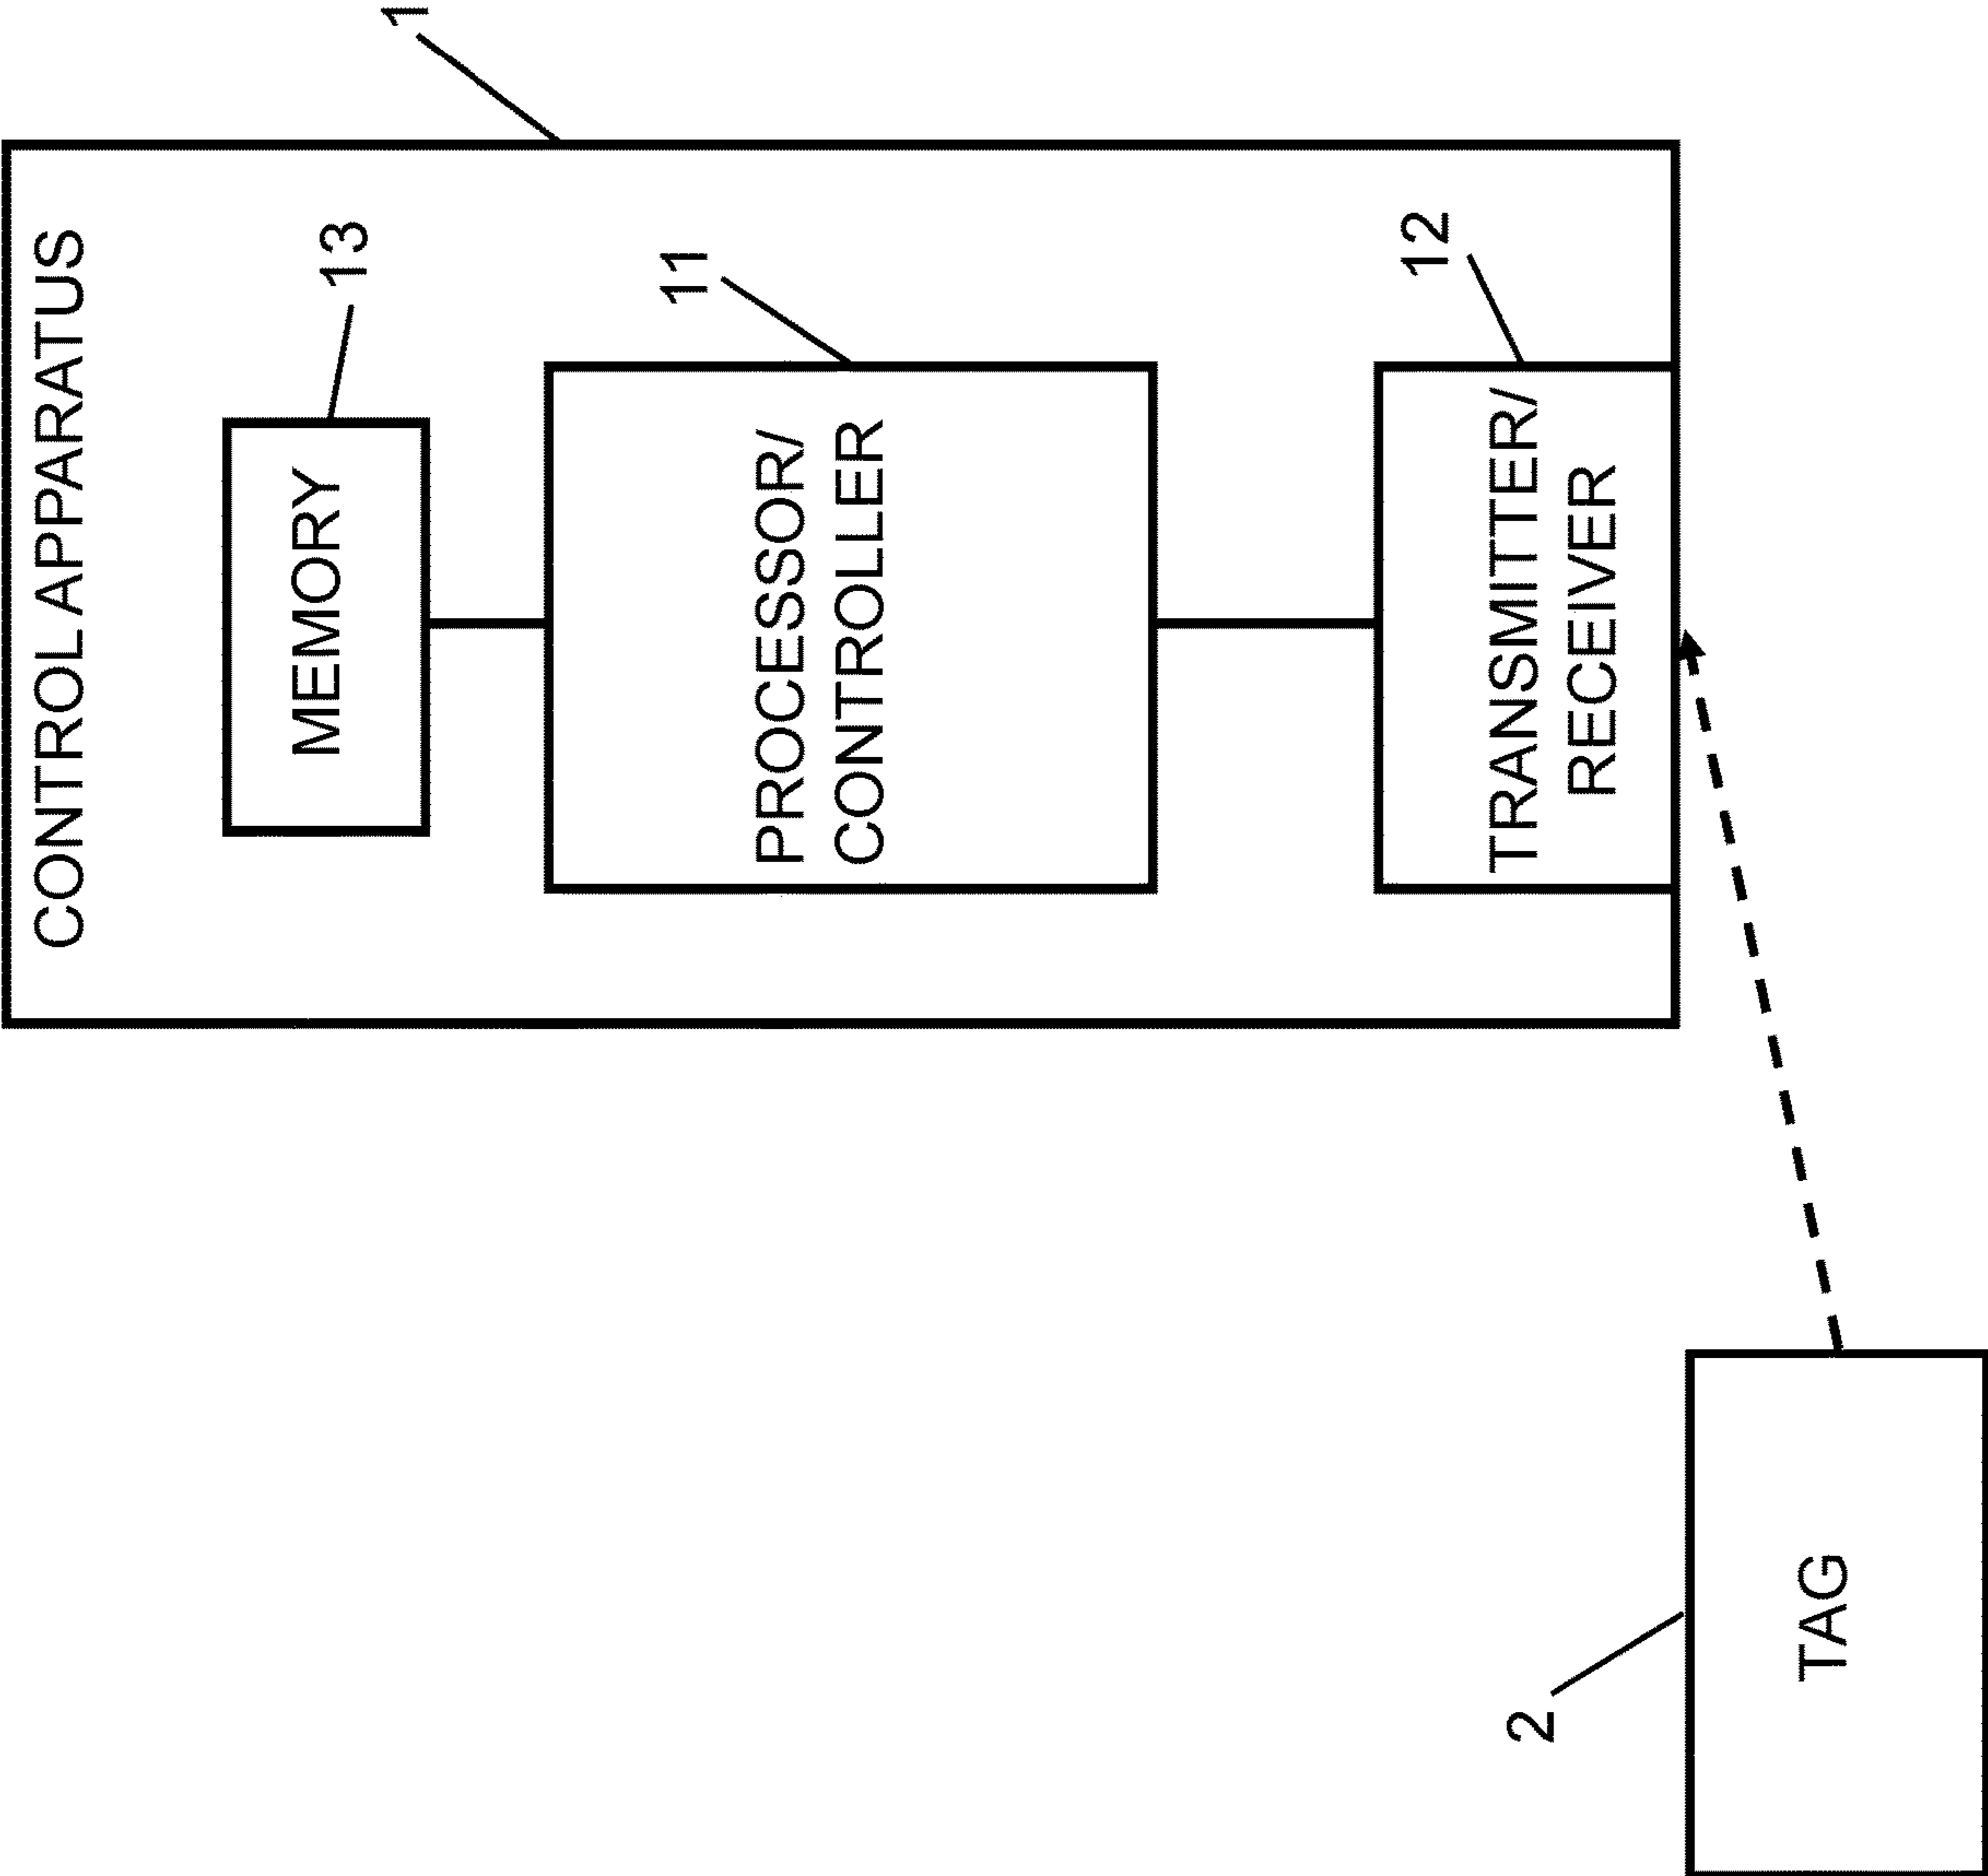 CONTROL APPARATUS
1
MEMORY
13
PROCESSOR/
CONTROLLER
11
TRANSMITTER/
RECEIVER
12
TAG
2